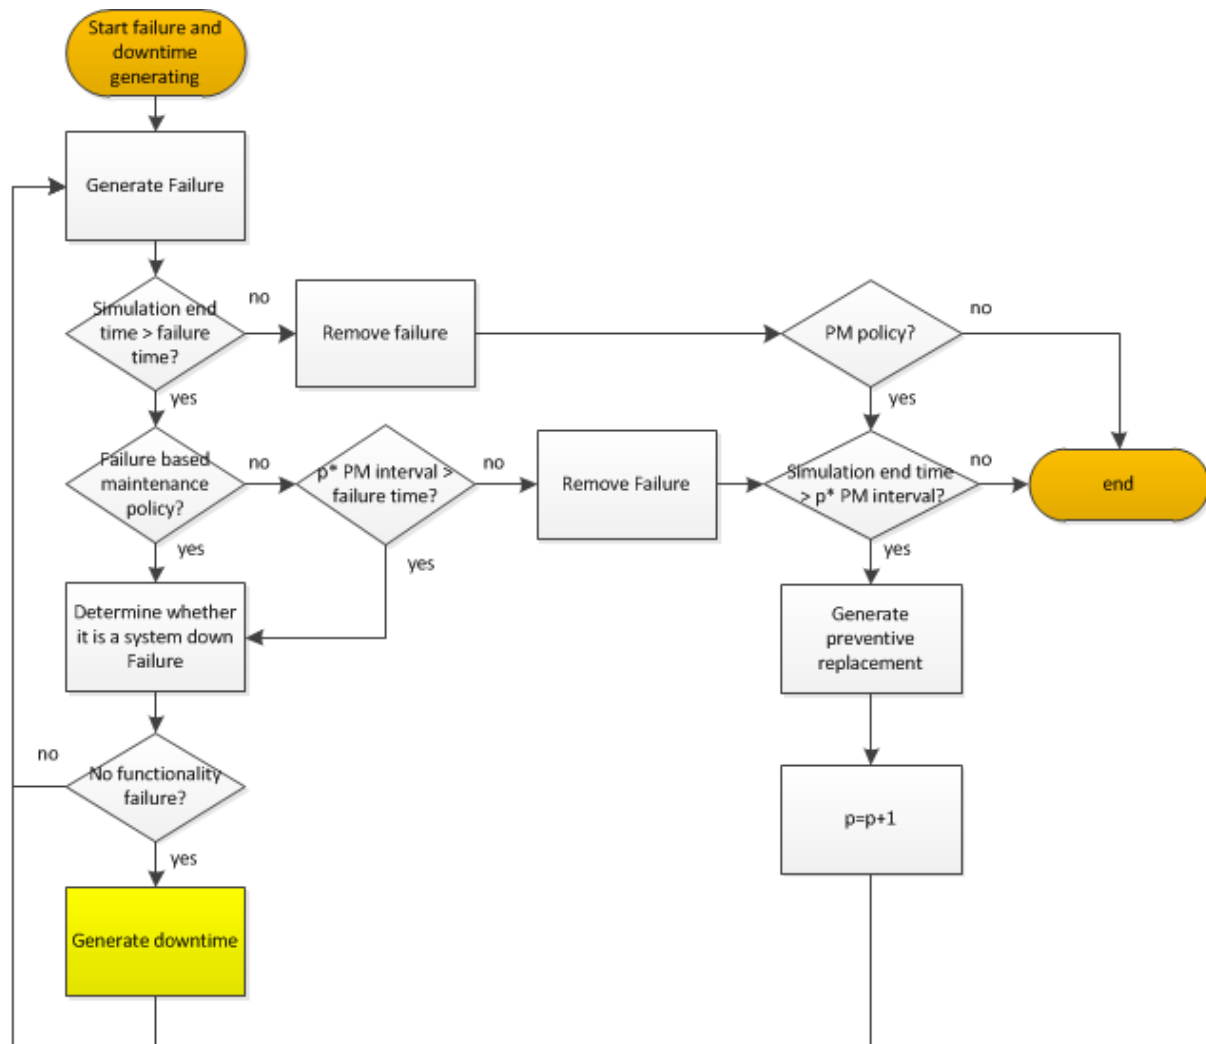 Start failure and
downtime
generating
Generate Failure
Simulation end
time > failure
time?
no
Remove failure
PM policy?
no
yes
yes
Failure based
maintenance
policy?
no
p* PM interval >
failure time?
no
Remove Failure
Simulation end time
> p* PM interval?
no
end
yes
yes
yes
Determine whether
it is a system down
Failure
Generate
preventive
replacement
no
No functionality
failure?
p=p+1
yes
Generate downtime